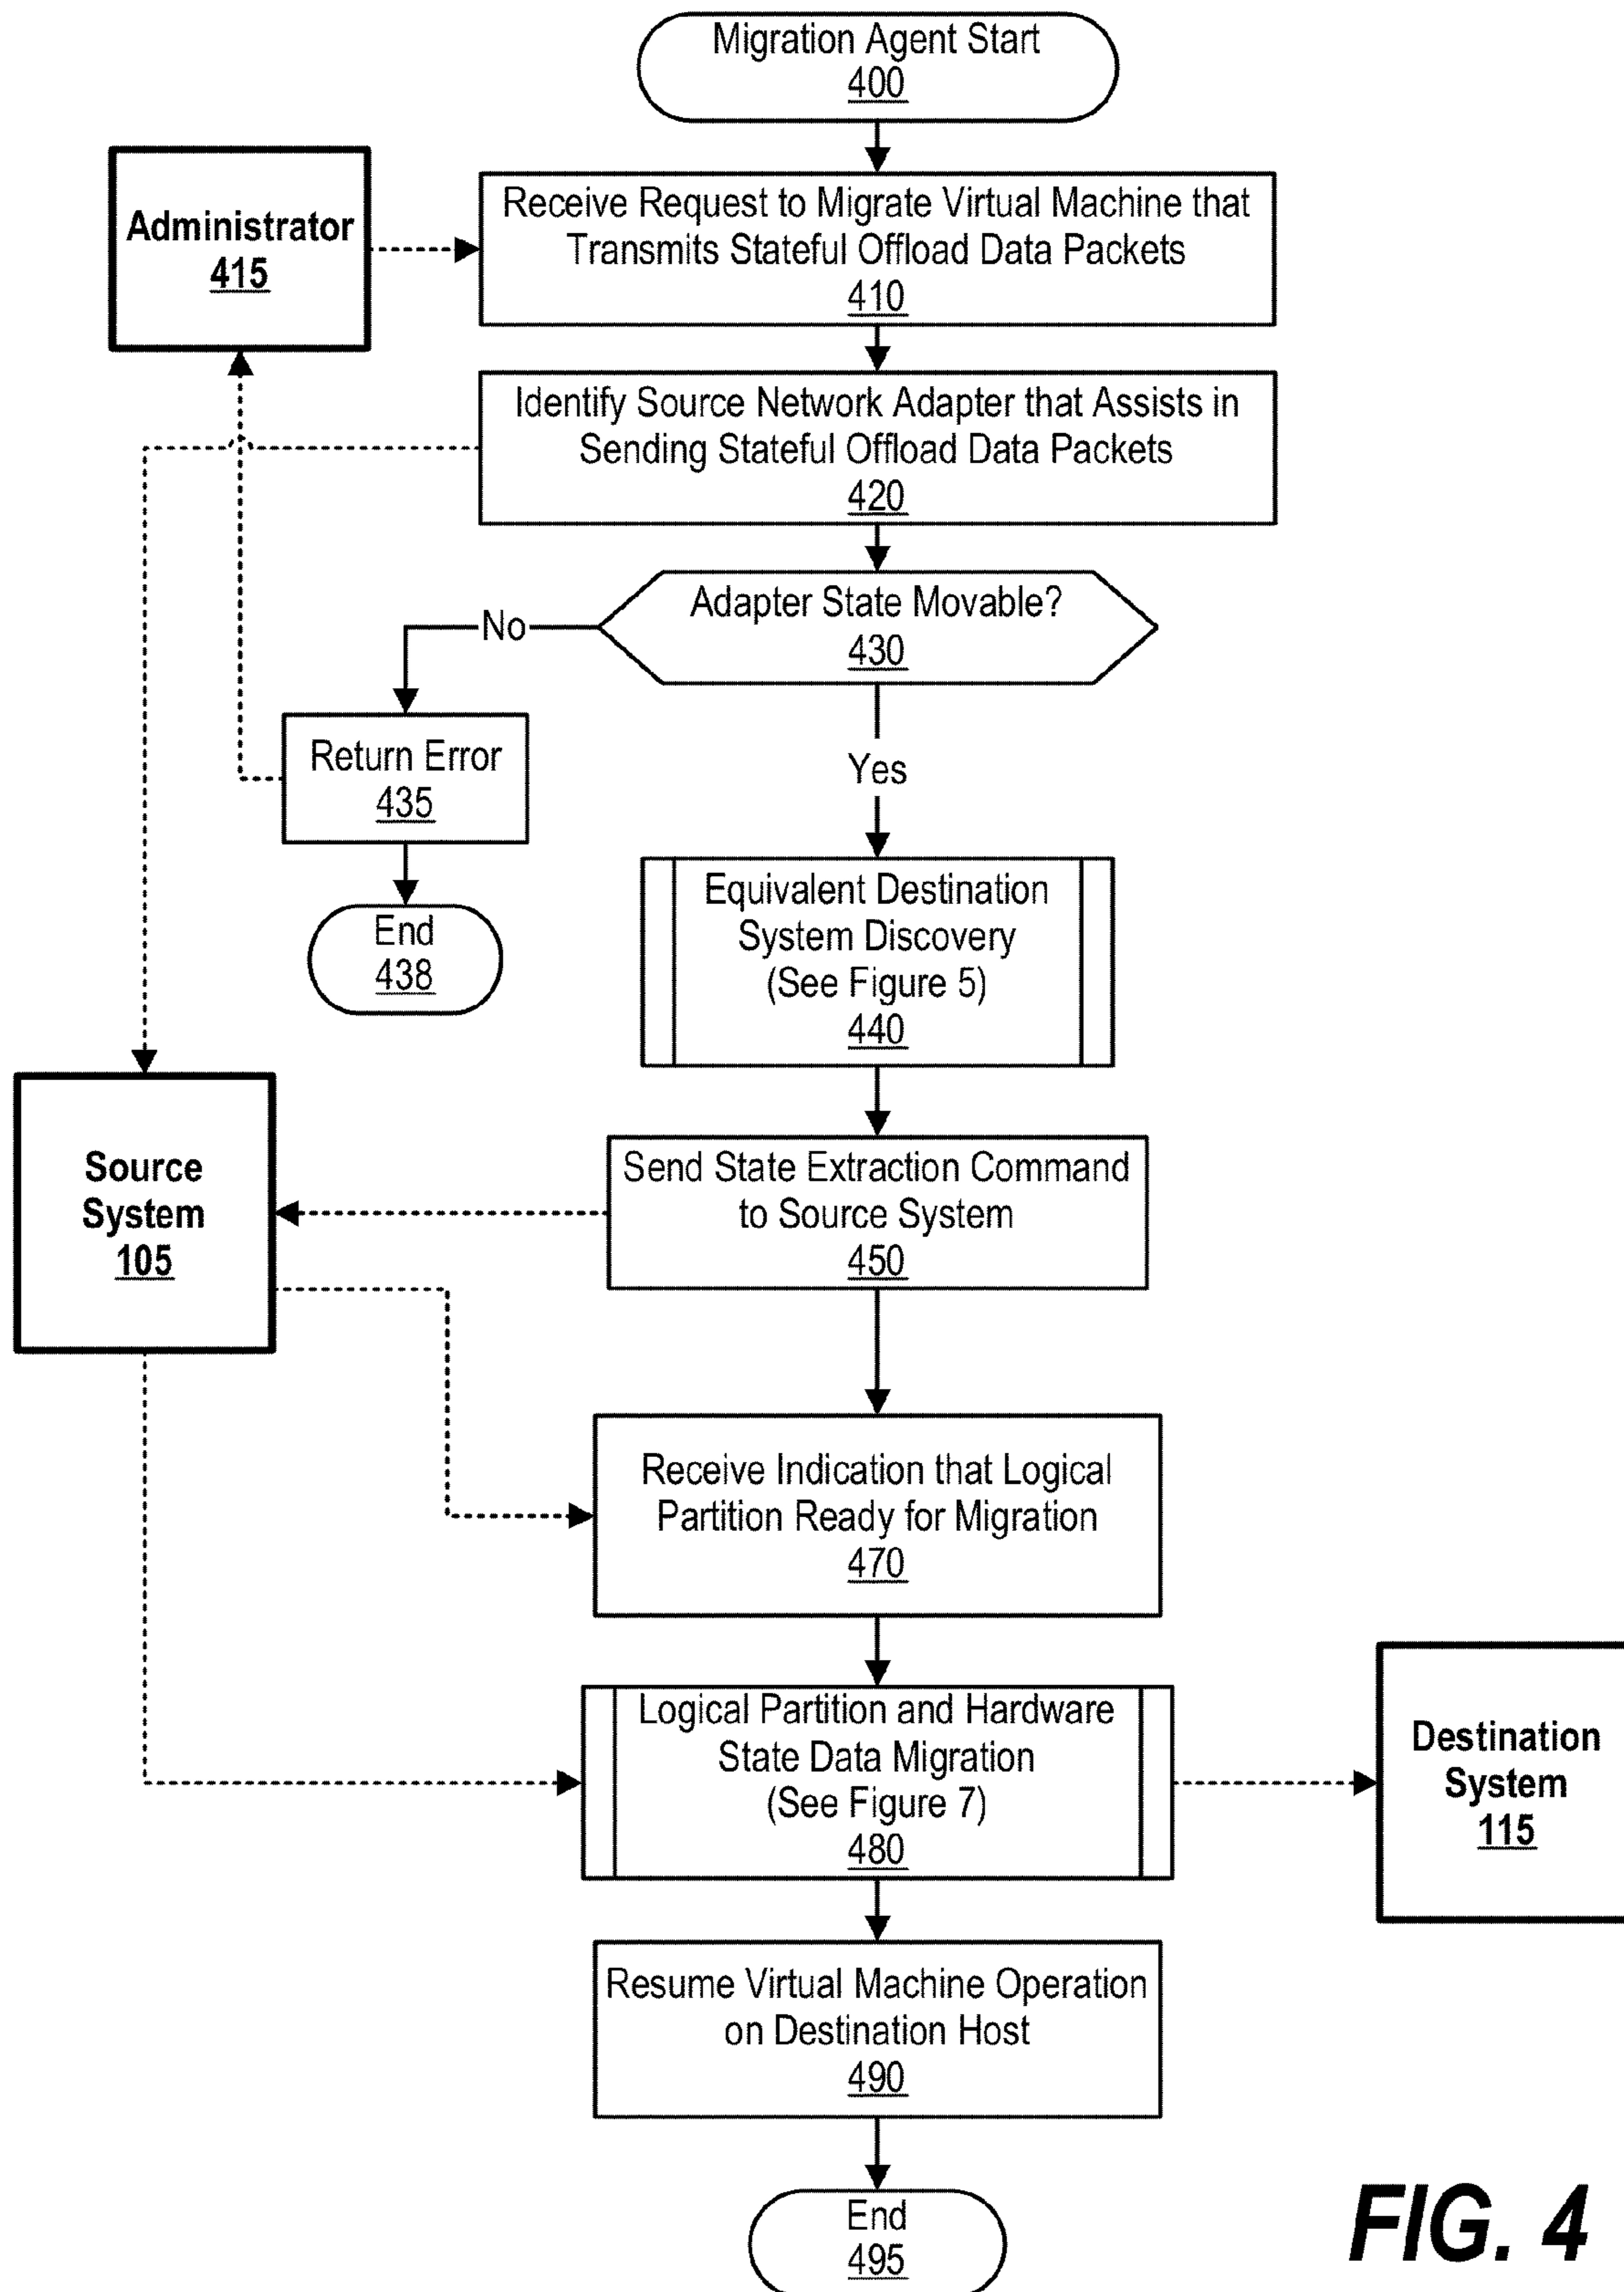 Migration Agent Start
400
Administrator
415
Receive Request to Migrate Virtual Machine that
Transmits Stateful Offload Data Packets
410
Identify Source Network Adapter that Assists in
Sending Stateful Offload Data Packets
420
Adapter State Movable?
430
No
Return Error
435
End
438
Yes
Equivalent Destination
System Discovery
(See Figure 5)
440
Source
System
105
Send State Extraction Command
to Source System
450
Receive Indication that Logical
Partition Ready for Migration
470
Logical Partition and Hardware
State Data Migration
(See Figure 7)
480
Destination
System
115
Resume Virtual Machine Operation
on Destination Host
490
End
495
FIG. 4